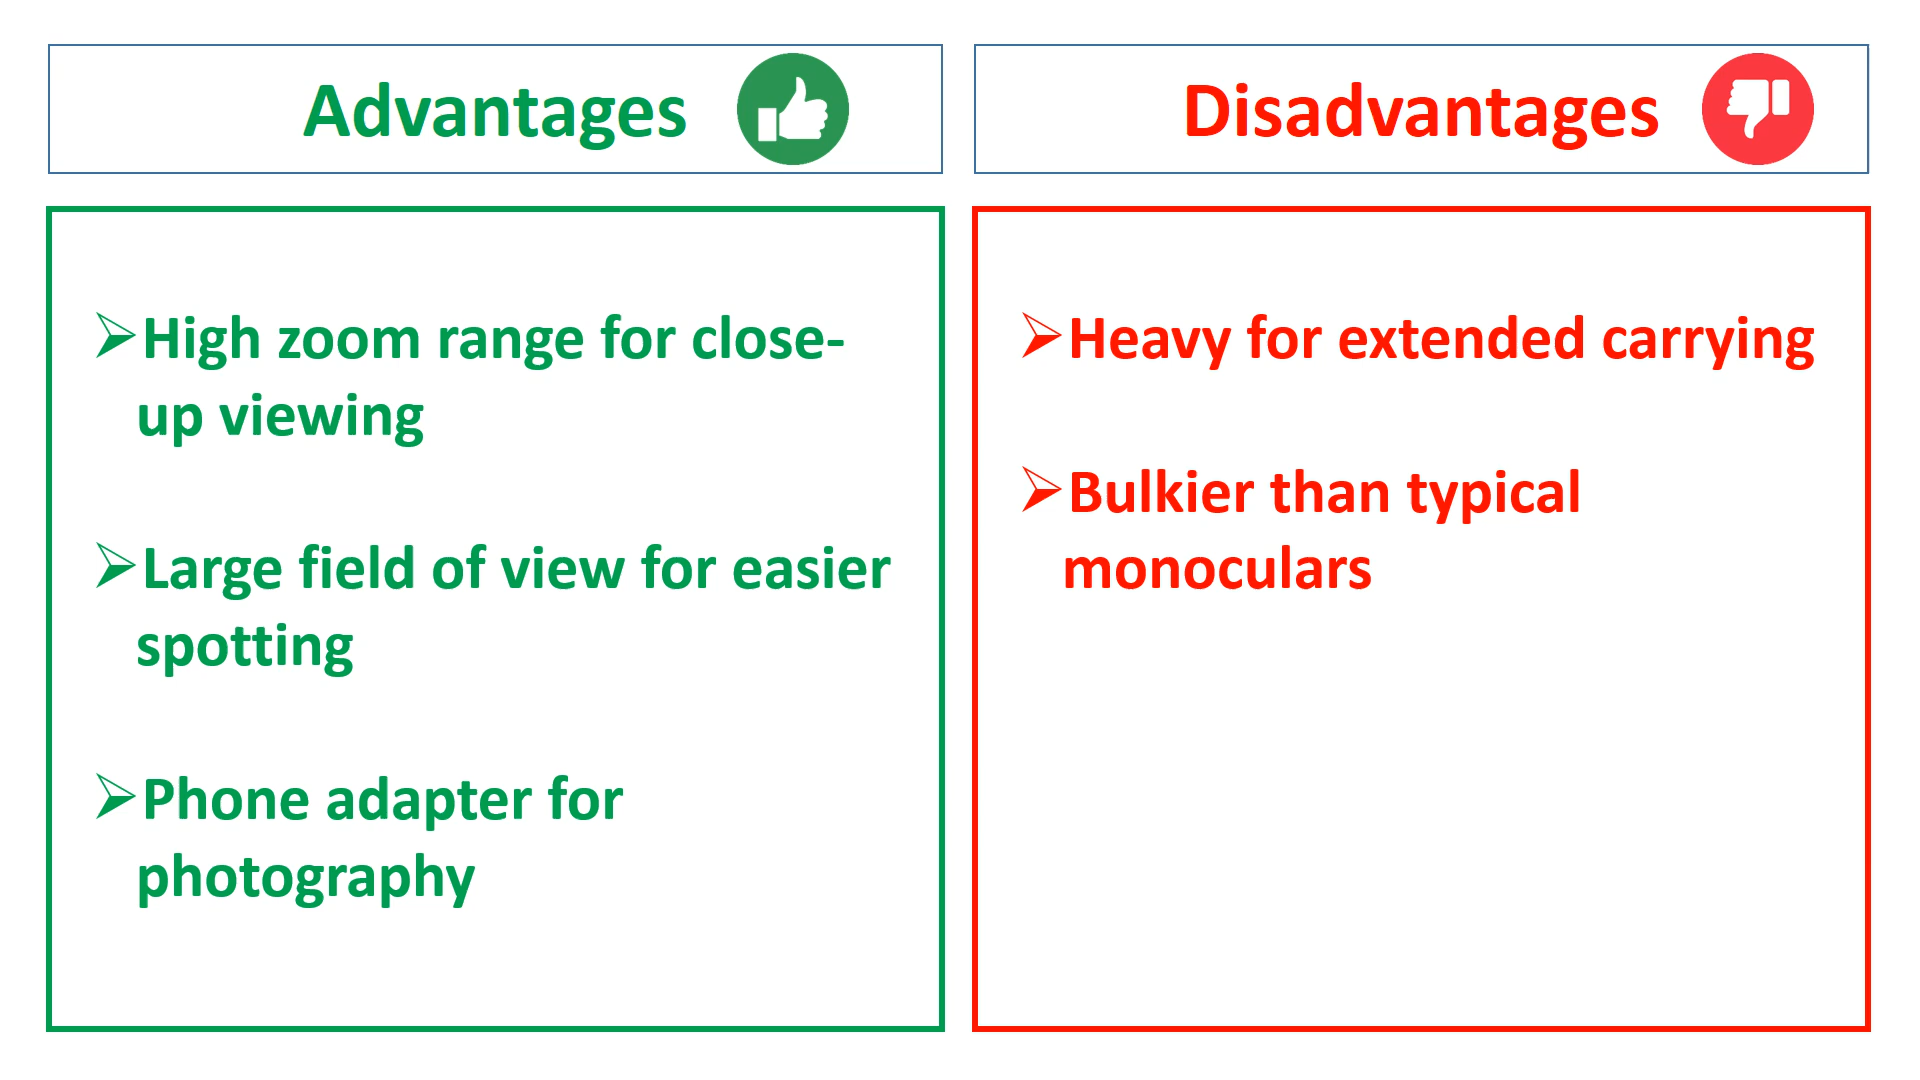 Advantages
Disadvantages
➢High zoom range for close-
up viewing
➢Large field of view for easier
spotting
➢Phone adapter for
photography
➢Heavy for extended carrying
➢Bulkier than typical
monoculars